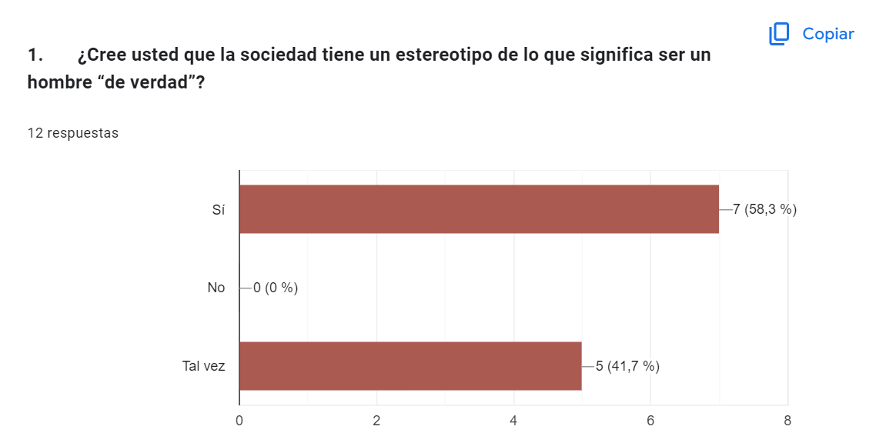 Copiar
1. ¿Cree usted que la sociedad tiene un estereotipo de lo que significa ser un
hombre “de verdad”?
12 respuestas
Sí
7 (58,3 %)
No
0 (0 %)
Tal vez
5 (41,7 %)
0 2 4 6 8